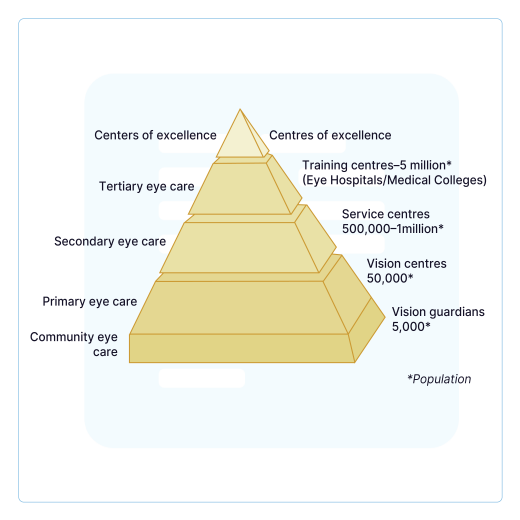 Centers of excellence
Centres of excellence
Training centres–5 million*
(Eye Hospitals/Medical Colleges)
Tertiary eye care
Service centres
500,000–1million*
Secondary eye care
Vision centres
50,000*
Primary eye care
Vision guardians
5,000*
Community eye
care
*Population